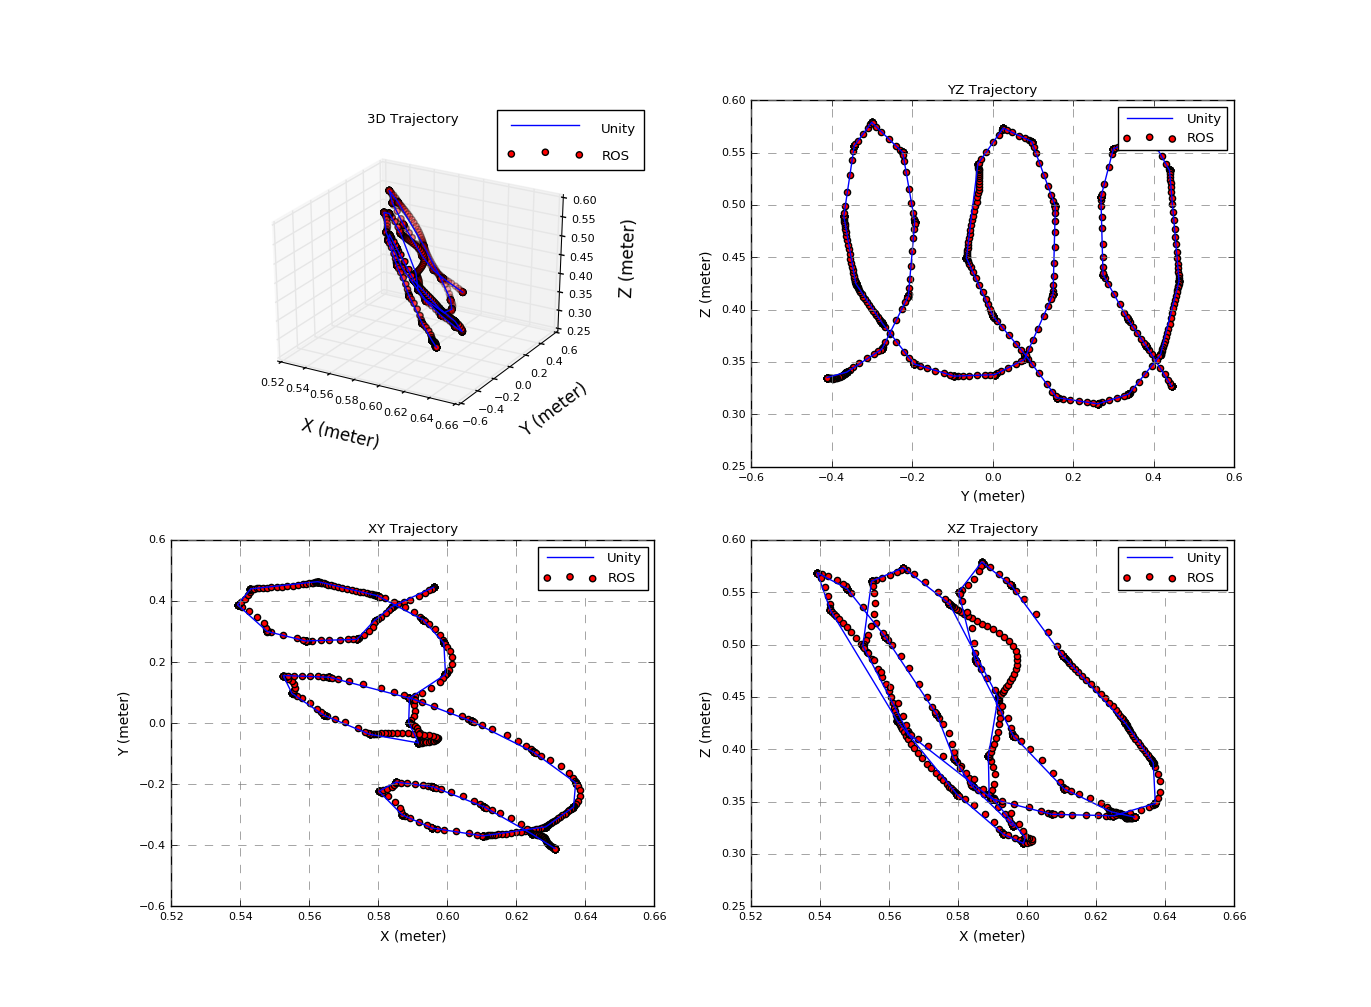 3D Trajectory
Unity
ROS
0.60
0.55
0.50
0.45
0.40
0.35
0.30
0.25
Z (meter)
0.52 0.54 0.56 0.58 0.60 0.62 0.64 0.66
X (meter)
−0.6 −0.4 −0.2 0.0 0.2 0.4 0.6
Y (meter)
YZ Trajectory
Unity
ROS
0.60
0.55
0.50
0.45
0.40
0.35
0.30
0.25
Z (meter)
−0.6 −0.4 −0.2 0.0 0.2 0.4 0.6
Y (meter)
XY Trajectory
Unity
ROS
0.6
0.4
0.2
0.0
−0.2
−0.4
−0.6
Y (meter)
0.52 0.54 0.56 0.58 0.60 0.62 0.64 0.66
X (meter)
XZ Trajectory
Unity
ROS
0.60
0.55
0.50
0.45
0.40
0.35
0.30
0.25
Z (meter)
0.52 0.54 0.56 0.58 0.60 0.62 0.64 0.66
X (meter)